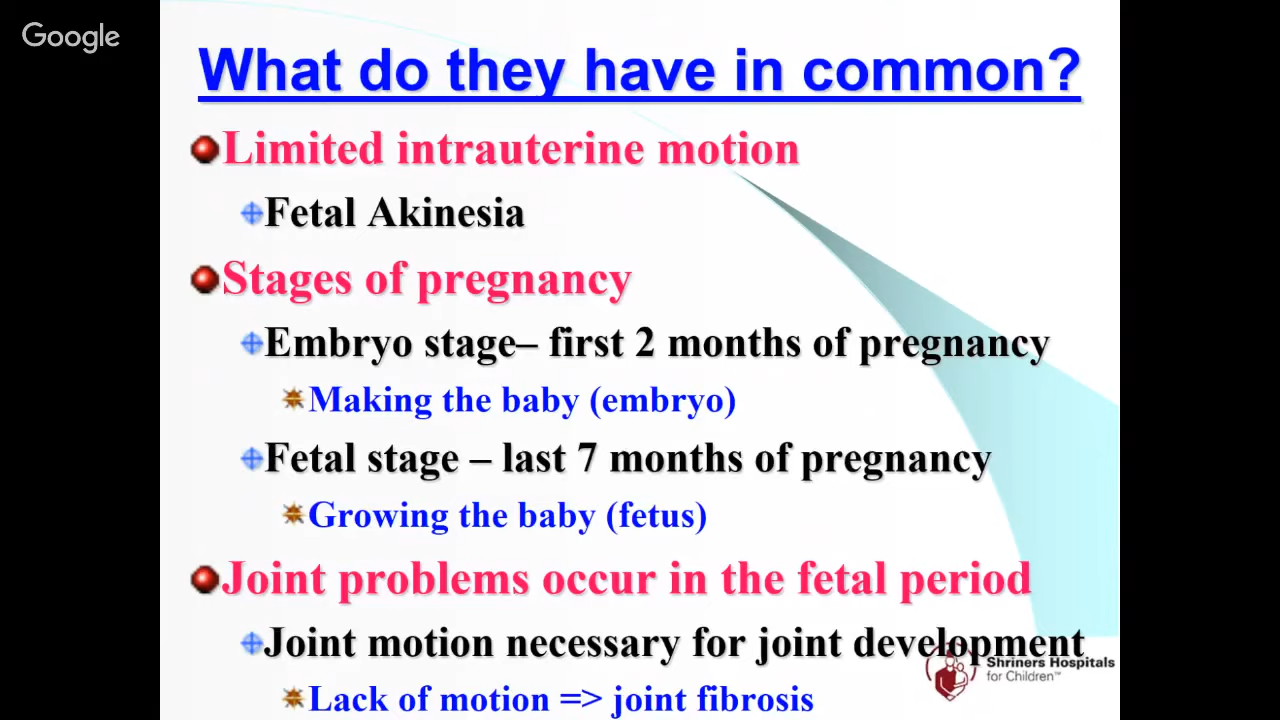 Google
What do they have in common?
Limited intrauterine motion
Fetal Akinesia
Stages of pregnancy
Embryo stage– first 2 months of pregnancy
Making the baby (embryo)
Fetal stage – last 7 months of pregnancy
Growing the baby (fetus)
Joint problems occur in the fetal period
Joint motion necessary for joint development
Shriners Hospitals
for Children™
Lack of motion => joint fibrosis